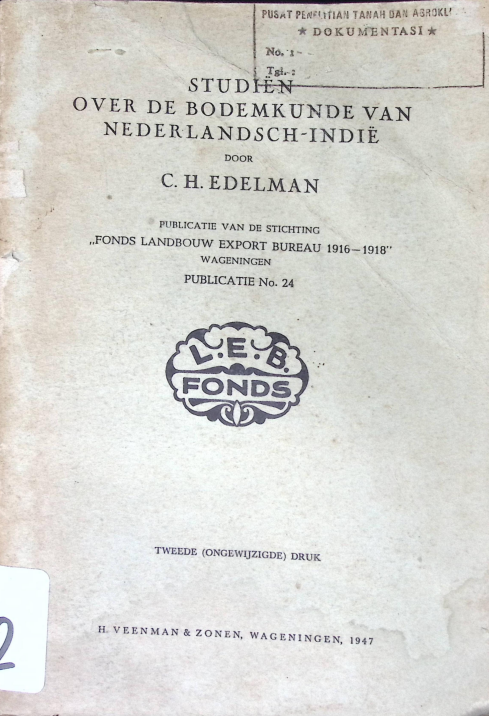 PUSAT PENELITIAN TANAH DAN
★ DOKUMENTASI ★
No. :
Tgl. :
STUDIËN
OVER DE BODEMKUNDE VAN
NEDERLANDSCH-INDIË
DOOR
C. H. EDELMAN
PUBLICATIE VAN DE STICHTING
„FONDS LANDBOUW EXPORT BUREAU 1916–1918"
WAGENINGEN
PUBLICATIE No. 24
L.E.B.
FONDS
TWEEDE (ONGEWIJZIGDE) DRUK
H. VEENMAN & ZONEN, WAGENINGEN, 1947
2